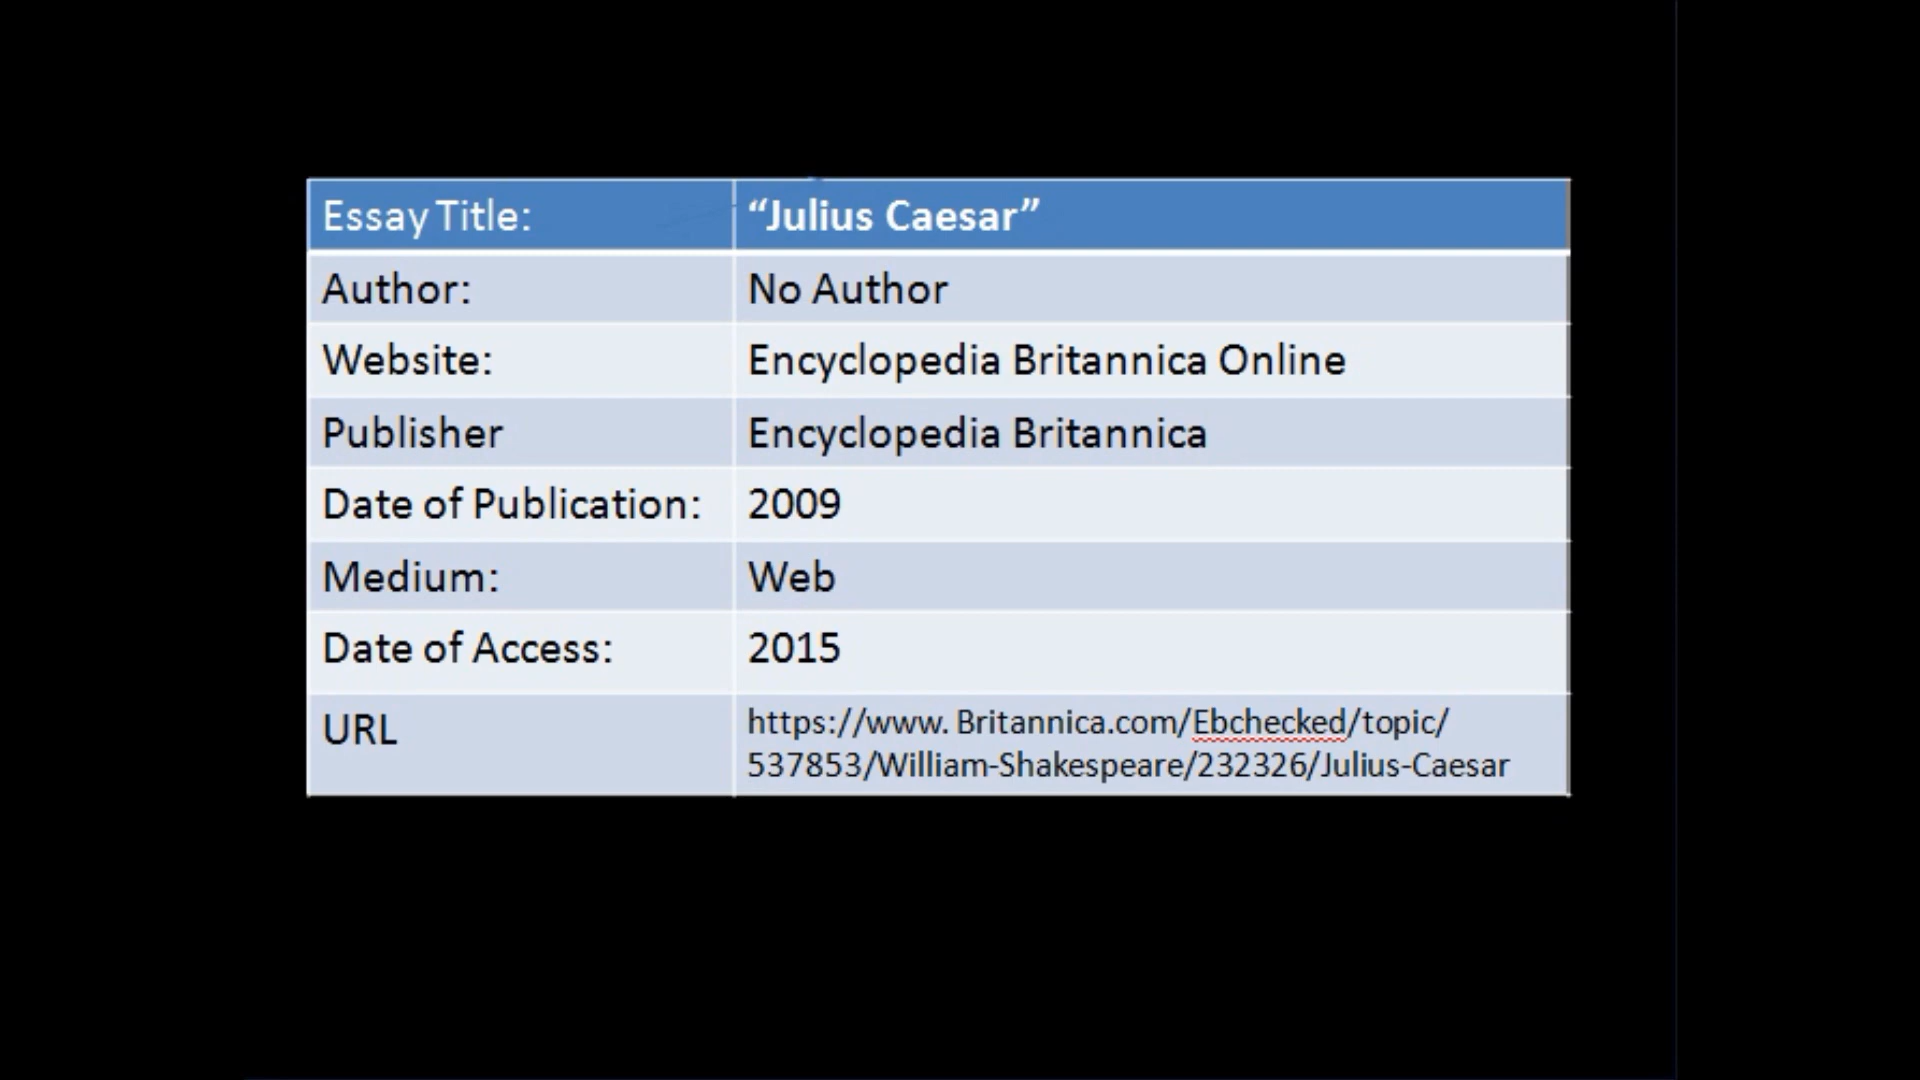 Essay Title: “Julius Caesar”
Author: No Author
Website: Encyclopedia Britannica Online
Publisher Encyclopedia Britannica
Date of Publication: 2009
Medium: Web
Date of Access: 2015
URL https://www. Britannica.com/Ebchecked/topic/
537853/William-Shakespeare/232326/Julius-Caesar